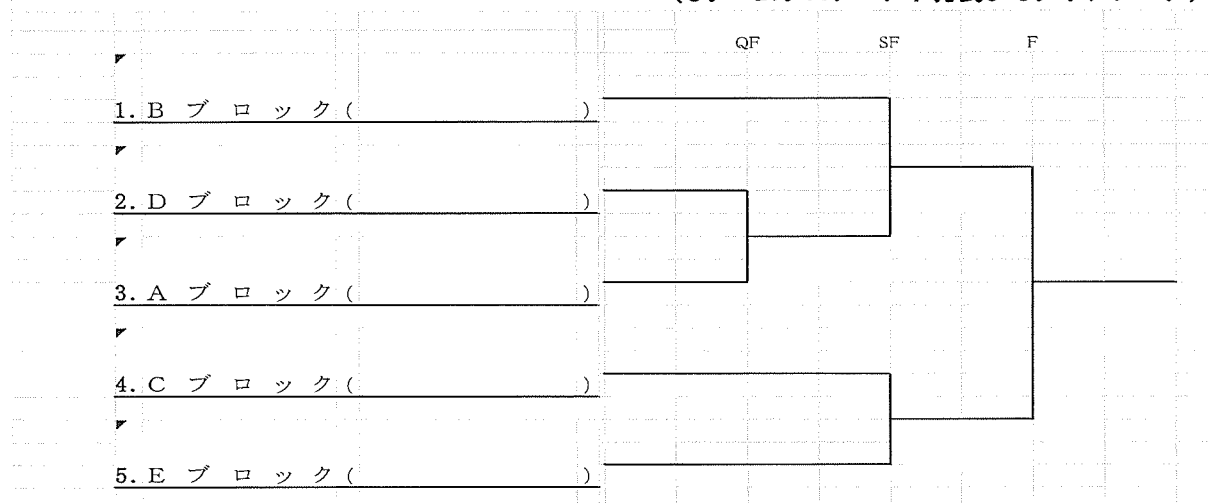 QF SF F
1. B ブロック( )
2. D ブロック( )
3. A ブロック( )
4. C ブロック( )
5. E ブロック( )